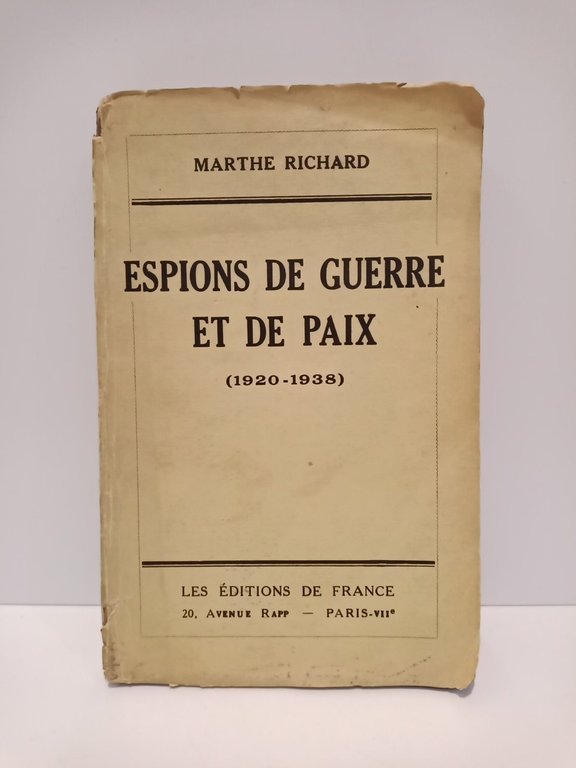 MARTHE RICHARD
ESPIONS DE GUERRE
ET DE PAIX
(1920-1938)
LES ÉDITIONS DE FRANCE
20, AVENUE RAPP — PARIS-VIIᵉ